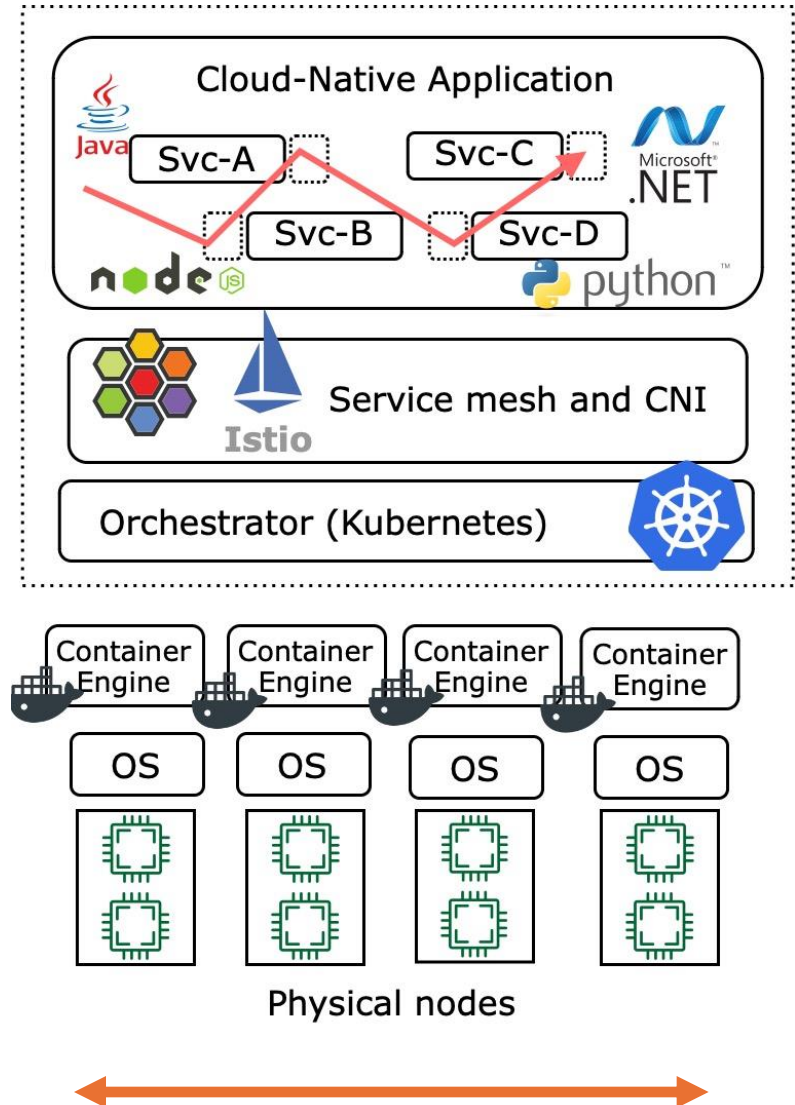 Cloud-Native Application
Java
Svc-A
Svc-C
Microsoft®
.NET
Svc-B
Svc-D
node
JS
python™
Service mesh and CNI
Istio
Orchestrator (Kubernetes)
Container
Engine
Container
Engine
Container
Engine
Container
Engine
OS
OS
OS
OS
Physical nodes